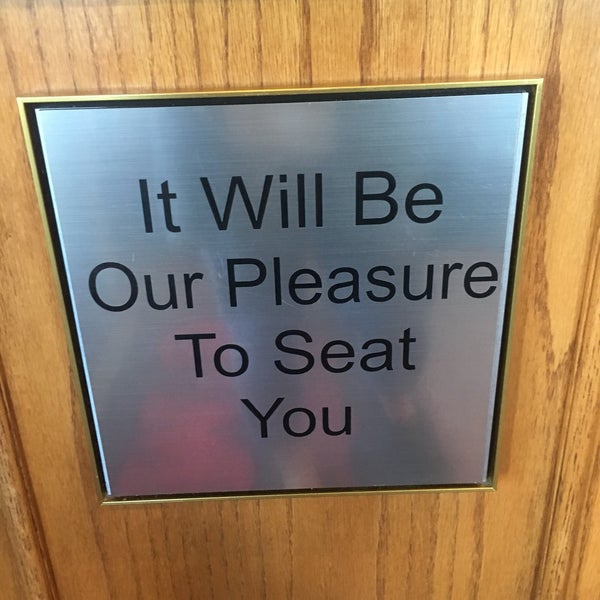 It Will Be
Our Pleasure
To Seat
You